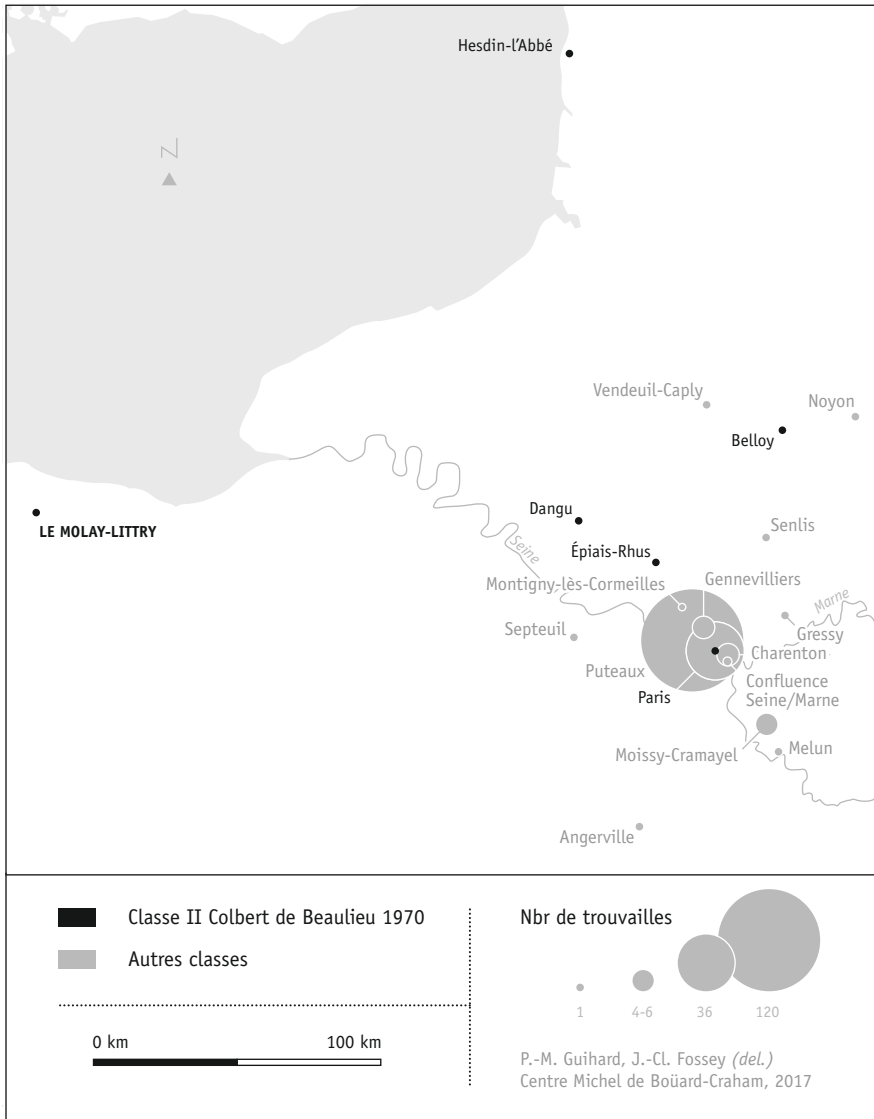 Hesdin-l'Abbé
N
Vendeuil-Caply
Noyon
Belloy
LE MOLAY-LITTRY
Dangu
Seine
Senlis
Épiais-Rhus
Montigny-lès-Cormeilles
Gennevilliers
Marne
Septeuil
Gressy
Charenton
Puteaux
Confluence
Seine/Marne
Paris
Moissy-Cramayel
Melun
Angerville
Classe II Colbert de Beaulieu 1970
Autres classes
0 km
100 km
Nbr de trouvailles
1
4-6
36
120
P.-M. Guihard, J.-Cl. Fossey (del.)
Centre Michel de Boüard-Craham, 2017